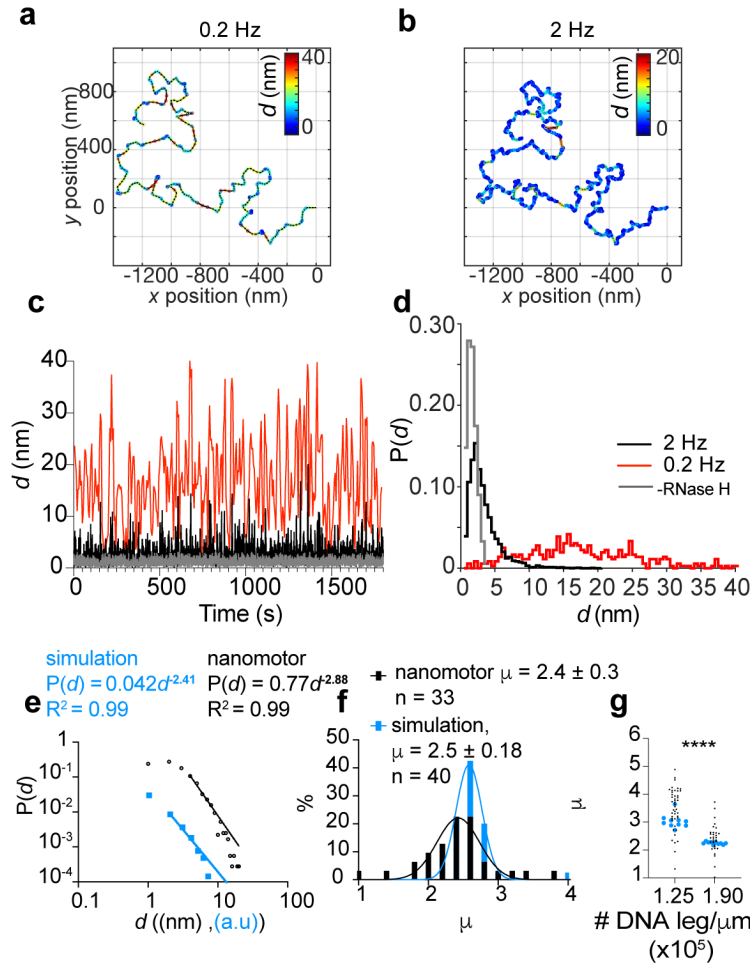 a
0.2 Hz
800
400
0
y position (nm)
-1200 -800 -400 0
x position (nm)
40
0
d (nm)
b
2 Hz
20
0
d (nm)
-1200 -800 -400 0
x position (nm)
c
40
30
20
10
0
d (nm)
0 500 1000 1500
Time (s)
d
0.30
0.20
0.10
0.00
P(d)
2 Hz
0.2 Hz
-RNase H
0 5 10 15 20 25 30 35 40
d (nm)
simulation
P(d) = 0.042d-2.41
R2 = 0.99
nanomotor
P(d) = 0.77d-2.88
R2 = 0.99
e
1
10-1
10-2
10-3
10-4
P(d)
0.1 1 10 100
d ((nm) ,(a.u))
nanomotor μ = 2.4 ± 0.3
n = 33
simulation,
μ = 2.5 ± 0.18
n = 40
f
50
40
30
20
10
0
%
1 2 3 4
μ
g
****
6
5
4
3
2
1
μ
1.25 1.90
# DNA leg/μm
(x105)